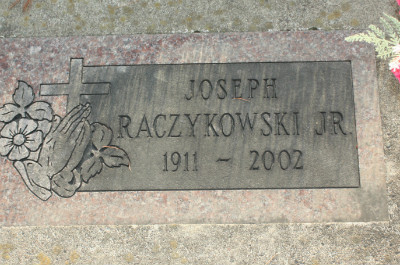 JOSEPH
RACZYKOWSKI JR.
1911 - 2002